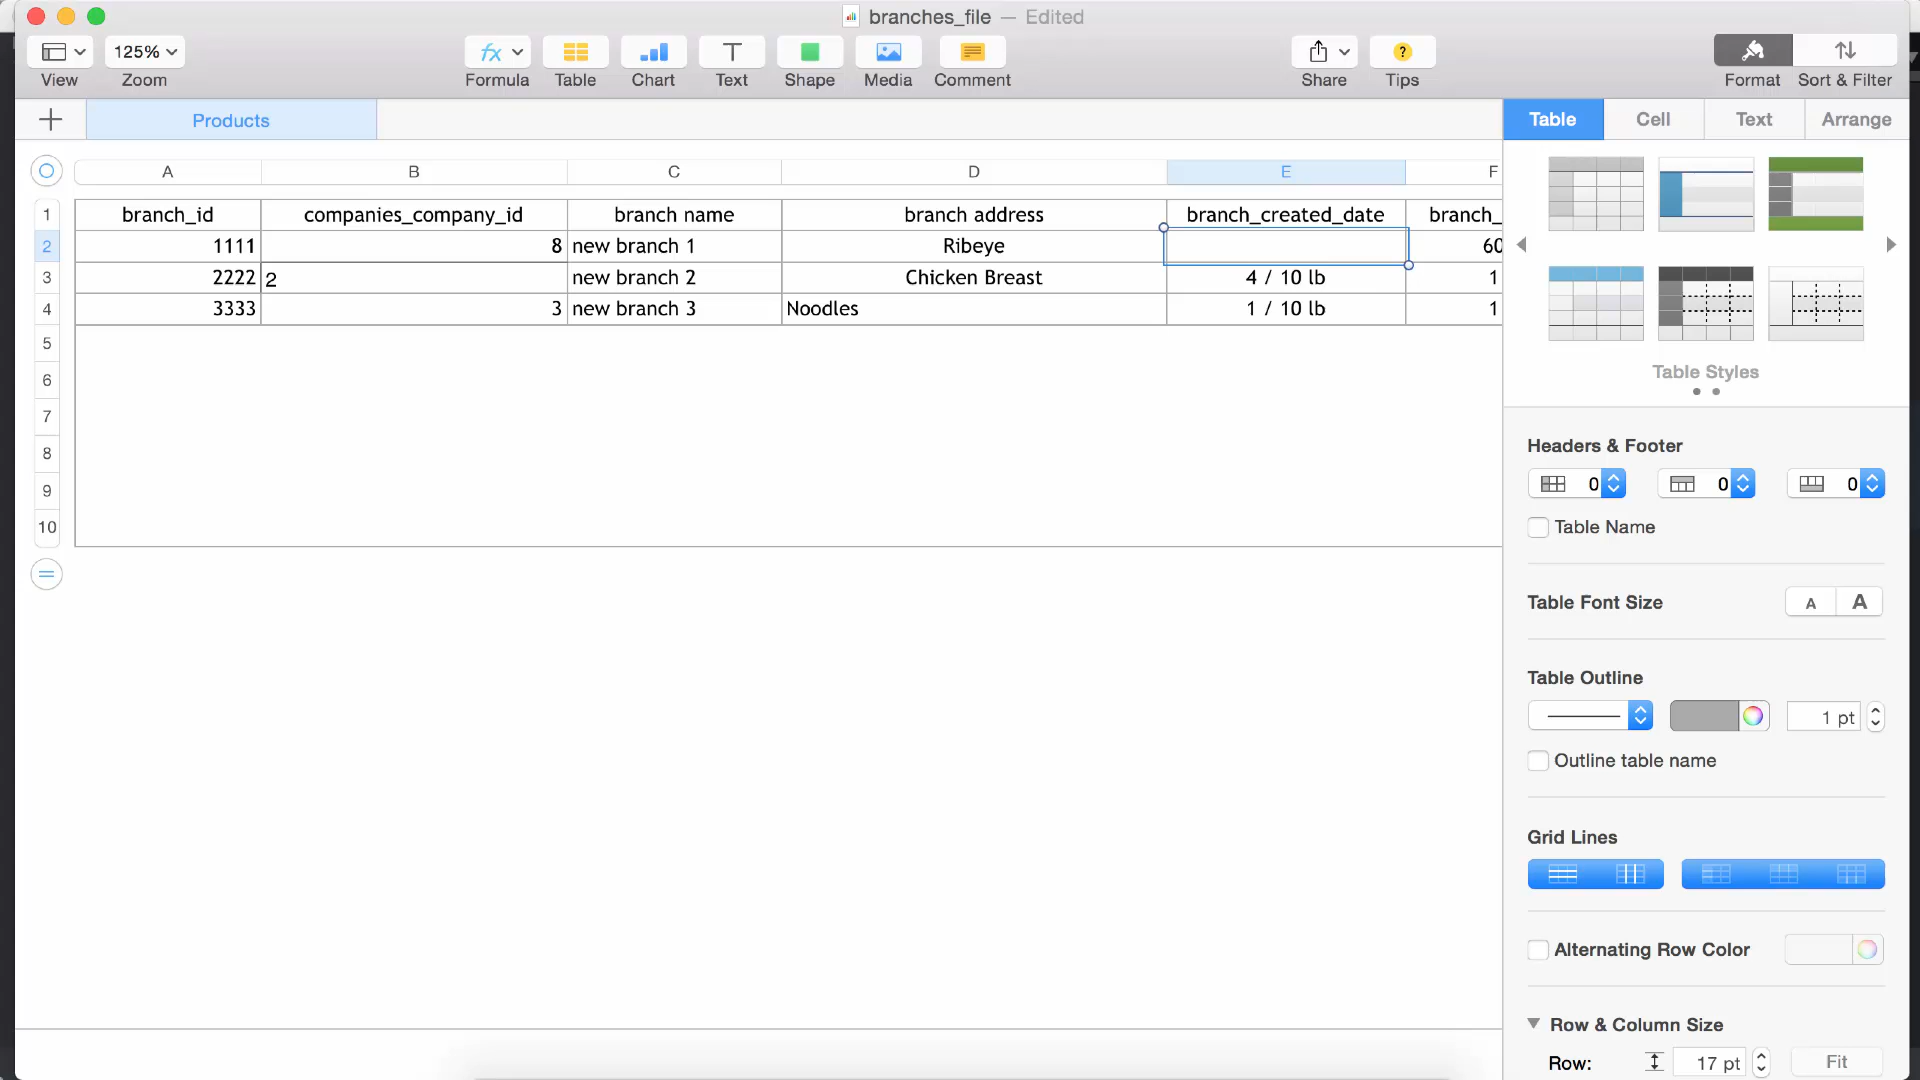 branches_file — Edited
125%
View
Zoom
fx
Formula
Table
Chart
T
Text
Shape
Media
Comment
Share
?
Tips
Format
Sort & Filter
Products
Table
Cell
Text
Arrange
A B C D E F
1 branch_id companies_company_id branch name branch address branch_created_date branch_
2 1111 8 new branch 1 Ribeye 60
3 2222 2 new branch 2 Chicken Breast 4 / 10 lb 1
4 3333 3 new branch 3 Noodles 1 / 10 lb 1
5
6
7
8
9
10
Table Styles
Headers & Footer
0 0 0
Table Name
Table Font Size
A A
Table Outline
1 pt
Outline table name
Grid Lines
Alternating Row Color
Row & Column Size
Row: 17 pt Fit